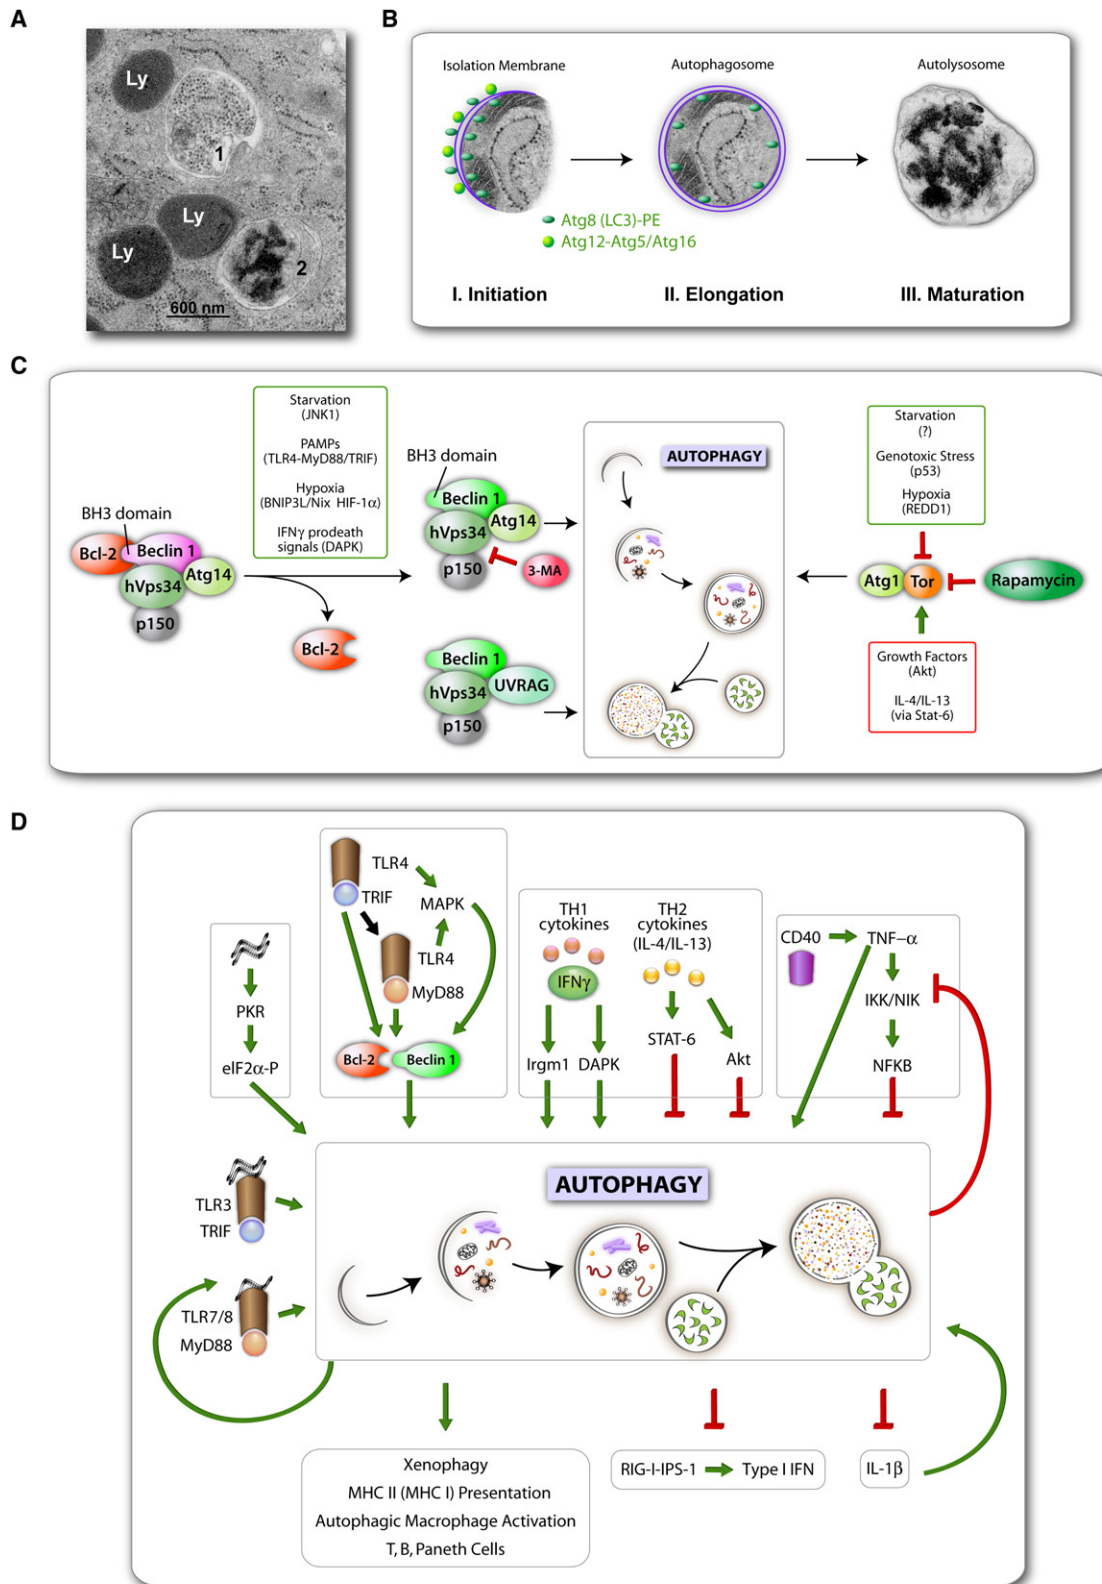 A
Ly
1
Ly
Ly
2
600 nm
B
Isolation Membrane
Autophagosome
Autolysosome
Atg8 (LC3)-PE
Atg12-Atg5/Atg16
I. Initiation
II. Elongation
III. Maturation
C
BH3 domain
Bcl-2
Beclin 1
hVps34
Atg14
p150
Starvation
(JNK1)
PAMPs
(TLR4-MyD88/TRIF)
Hypoxia
(BNIP3L/Nix HIF-1α)
IFNγ prodeath
signals (DAPK)
Bcl-2
BH3 domain
Beclin 1
hVps34
Atg14
p150
3-MA
Beclin 1
hVps34
UVRAG
p150
AUTOPHAGY
Starvation
(?)
Genotoxic Stress
(p53)
Hypoxia
(REDD1)
Atg1
Tor
Rapamycin
Growth Factors
(Akt)
IL-4/IL-13
(via Stat-6)
D
PKR
eIF2α-P
TLR4
TRIF
MAPK
TLR4
MyD88
Bcl-2
Beclin 1
TH1
cytokines
IFNγ
Irgm1
DAPK
TH2
cytokines
(IL-4/IL-13)
STAT-6
Akt
CD40
TNF-α
IKK/NIK
NFKB
TLR3
TRIF
TLR7/8
MyD88
AUTOPHAGY
Xenophagy
MHC II (MHC I) Presentation
Autophagic Macrophage Activation
T, B, Paneth Cells
RIG-I-IPS-1
Type I IFN
IL-1β